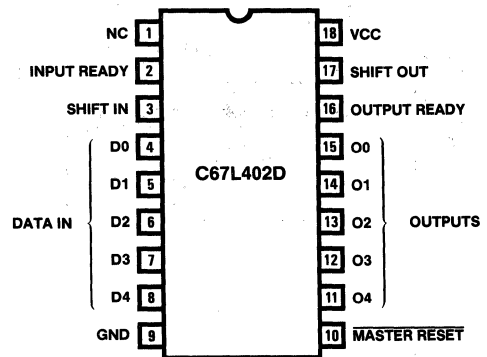 NC 1 18 VCC
INPUT READY 2 17 SHIFT OUT
SHIFT IN 3 16 OUTPUT READY
D0 4 15 O0
C67L402D
D1 5 14 O1
DATA IN D2 6 13 O2 OUTPUTS
D3 7 12 O3
D4 8 11 O4
GND 9 10 MASTER RESET